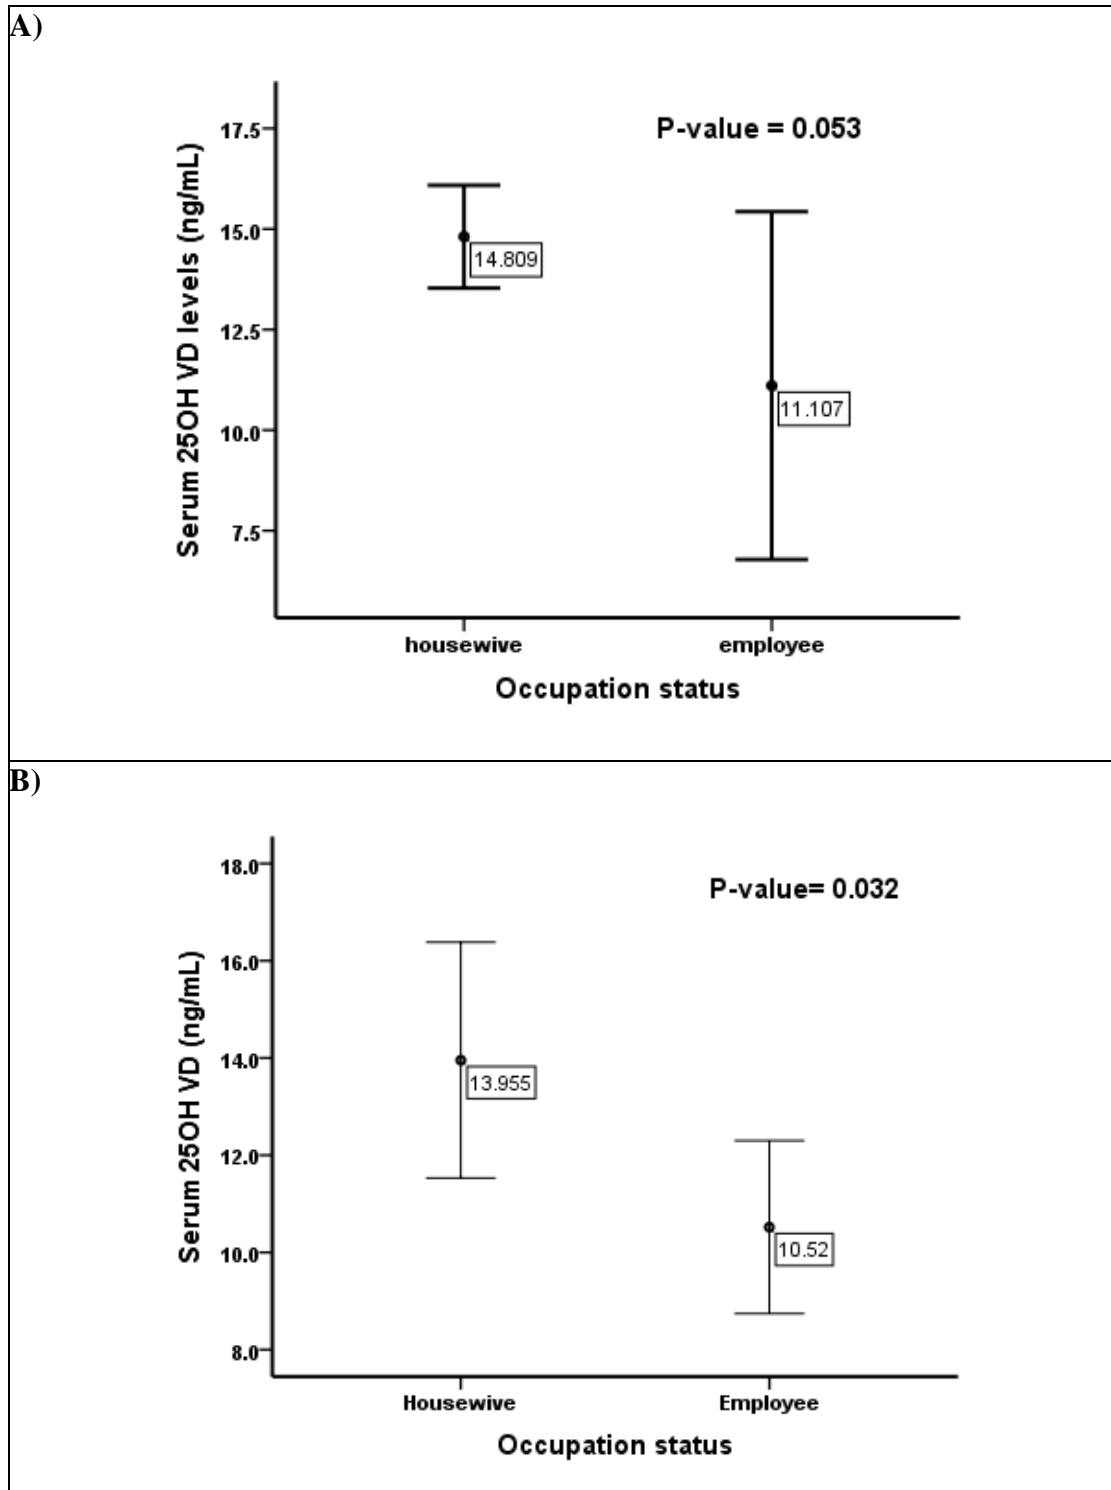 A)
P-value = 0.053
Serum 25OH VD levels (ng/mL)
17.5
15.0
12.5
10.0
7.5
14.809
11.107
housewive employee
Occupation status
B)
P-value= 0.032
Serum 25OH VD (ng/mL)
18.0
16.0
14.0
12.0
10.0
8.0
13.955
10.52
Housewive Employee
Occupation status